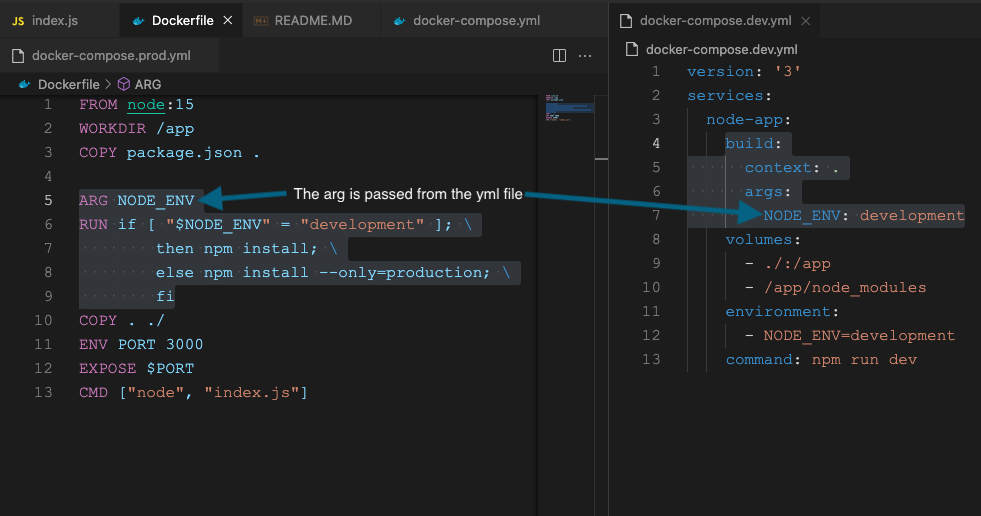 JS index.js
Dockerfile ×
README.MD
docker-compose.yml
docker-compose.prod.yml
...
Dockerfile > ARG
1 FROM node:15
2 WORKDIR /app
3 COPY package.json .
4
5 ARG NODE_ENV
6 RUN if [ "$NODE_ENV" = "development" ]; \
7 then npm install; \
8 else npm install --only=production; \
9 fi
10 COPY . ./
11 ENV PORT 3000
12 EXPOSE $PORT
13 CMD ["node", "index.js"]
The arg is passed from the yml file
docker-compose.dev.yml ×
docker-compose.dev.yml
1 version: '3'
2 services:
3 node-app:
4 build:
5 context: .
6 args:
7 NODE_ENV: development
8 volumes:
9 - ./:/app
10 - /app/node_modules
11 environment:
12 - NODE_ENV=development
13 command: npm run dev